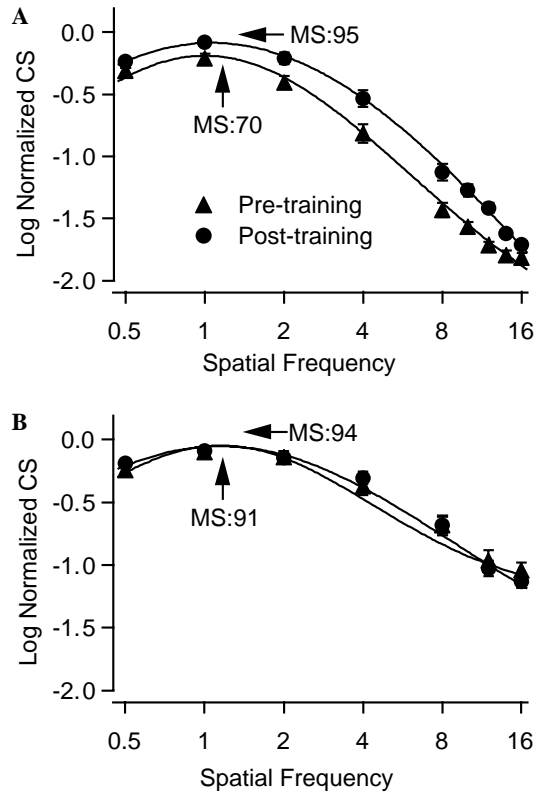 A
Log Normalized CS
0.0
-0.5
-1.0
-1.5
-2.0
MS:95
MS:70
Pre-training
Post-training
0.5 1 2 4 8 16
Spatial Frequency
B
Log Normalized CS
0.0
-0.5
-1.0
-1.5
-2.0
MS:94
MS:91
0.5 1 2 4 8 16
Spatial Frequency